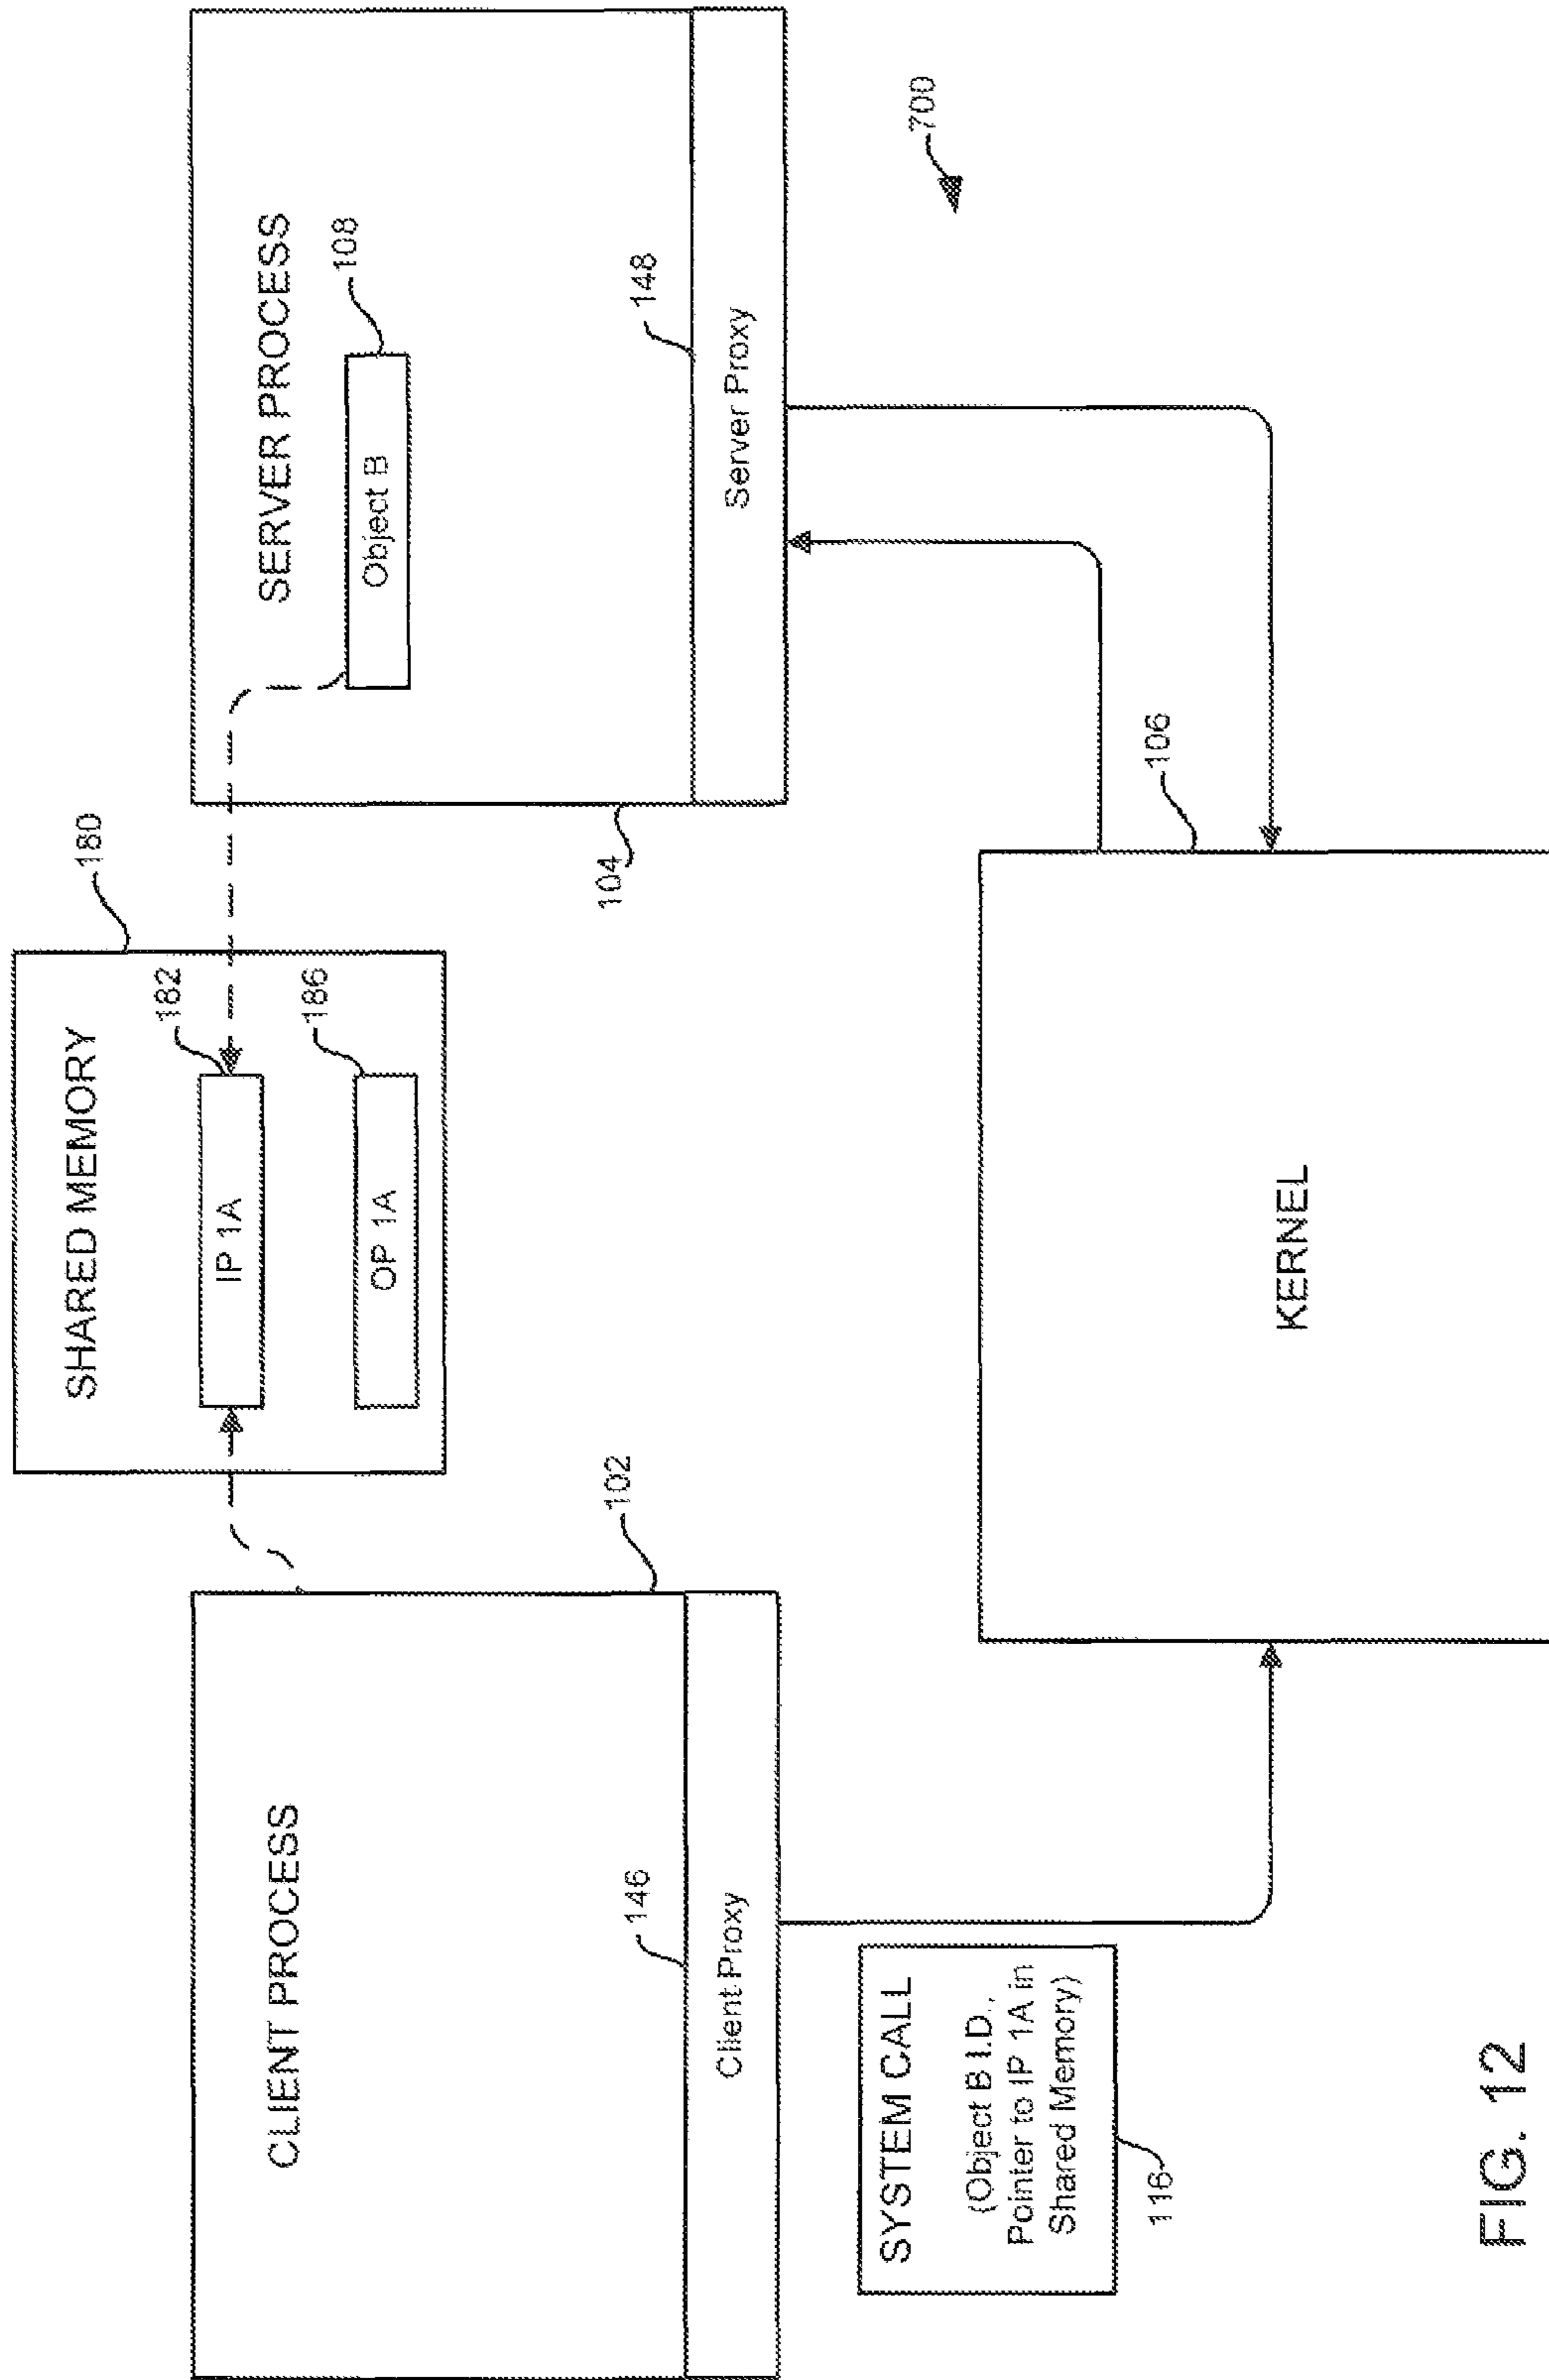 SHARED MEMORY
180
IP 1A
182
OP 1A
186
CLIENT PROCESS
102
146
Client Proxy
SERVER PROCESS
Object B
108
104
148
Server Proxy
SYSTEM CALL
(Object B I.D.,
Pointer to IP 1A in
Shared Memory)
116
KERNEL
106
700
FIG. 12